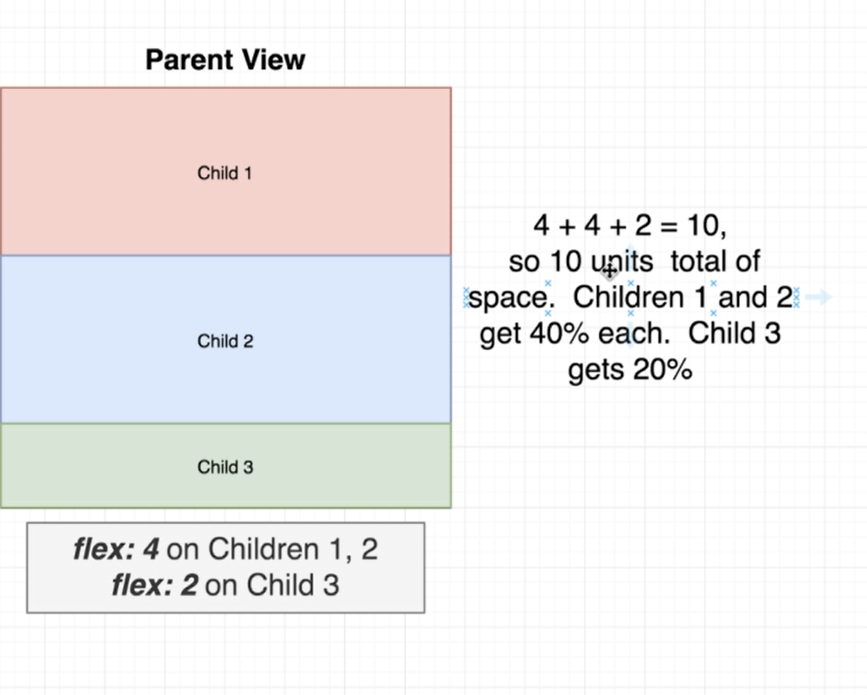 Parent View
Child 1
Child 2
Child 3
4 + 4 + 2 = 10,
so 10 units total of
space. Children 1 and 2
get 40% each. Child 3
gets 20%
flex: 4 on Children 1, 2
flex: 2 on Child 3